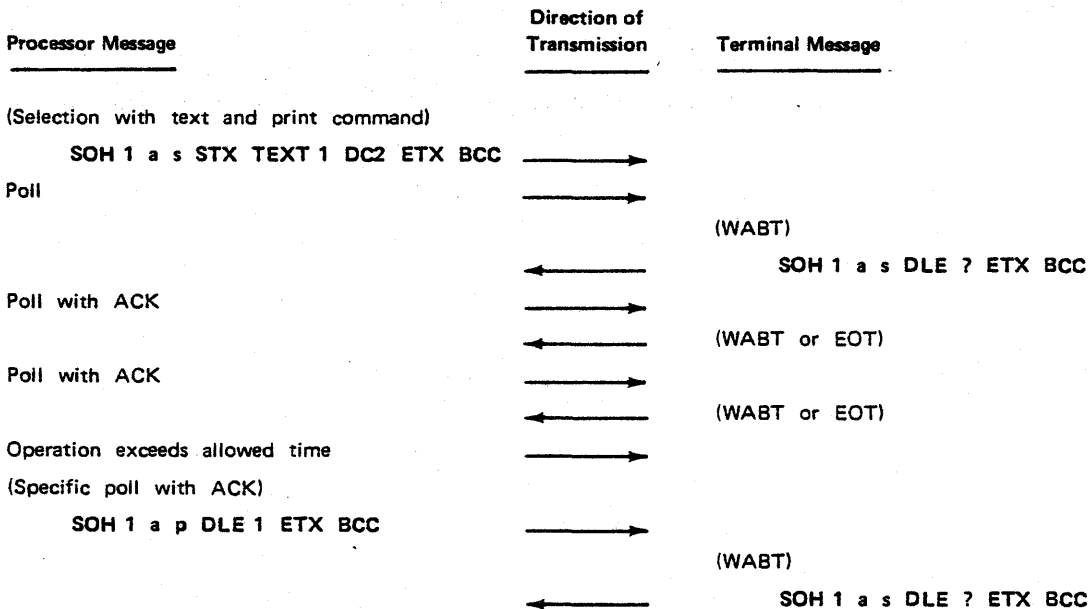 Direction of
Processor Message Transmission Terminal Message
(Selection with text and print command)
SOH 1 a s STX TEXT 1 DC2 ETX BCC
Poll
(WABT)
SOH 1 a s DLE ? ETX BCC
Poll with ACK
(WABT or EOT)
Poll with ACK
(WABT or EOT)
Operation exceeds allowed time
(Specific poll with ACK)
SOH 1 a p DLE 1 ETX BCC
(WABT)
SOH 1 a s DLE ? ETX BCC